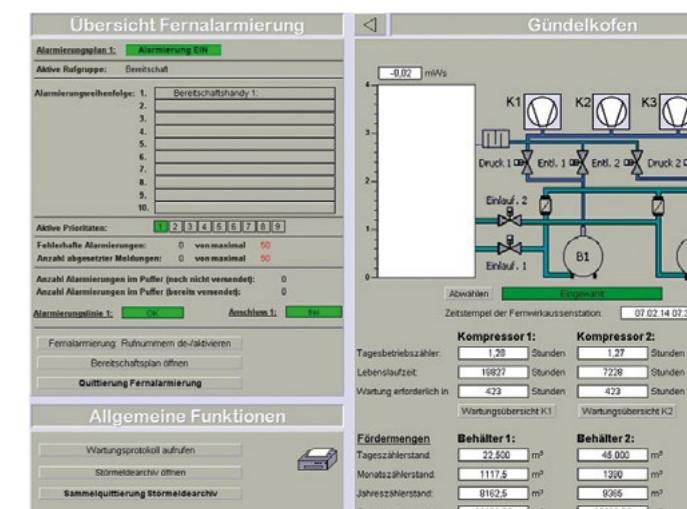 Übersicht Fernalarmierung
Alarmierungsplan 1: Alarmierung EIN
Aktive Rufgruppe: Bereitschaft
Alarmierungsreihenfolge: 1. Bereitschaftshandy 1:
2.
3.
4.
5.
6.
7.
8.
9.
10.
Aktive Prioritäten: 1 2 3 4 5 6 7 8 9
Fehlerhafte Alarmierungen: 0 von maximal 50
Anzahl abgesetzter Meldungen: 0 von maximal 50
Anzahl Alarmierungen im Puffer (noch nicht versendet): 0
Anzahl Alarmierungen im Puffer (bereits versendet): 0
Alarmierungslinie 1: OK Anschluss 1: frei
Fernalarmierung: Rufnummern de-/aktivieren
Bereitschaftsplan öffnen
Quittierung Fernalarmierung
Allgemeine Funktionen
Wartungsprotokoll aufrufen
Störmeldearchiv öffnen
Sammelquittierung Störmeldearchiv
Gündelkofen
-0,02 mWs
4
3
2
1
0
K1 K2 K3
Druck 1 Entl. 1 Entl. 2 Druck 2
Einlauf. 2
Einlauf. 1
B1
Abwählen Eingewählt
Zeitstempel der Fernwirkaussenstation: 07.02.14 07:3
Kompressor 1: Kompressor 2:
Tagesbetriebszähler: 1,28 Stunden 1,27 Stunden
Lebenslaufzeit: 19827 Stunden 7228 Stunden
Wartung erforderlich in 423 Stunden 423 Stunden
Wartungsübersicht K1 Wartungsübersicht K2
Fördermengen Behälter 1: Behälter 2:
Tageszählerstand: 22,500 m³ 45,000 m³
Monatszählerstand: 1117,5 m³ 1390 m³
Jahreszählerstand: 8162,5 m³ 9365 m³